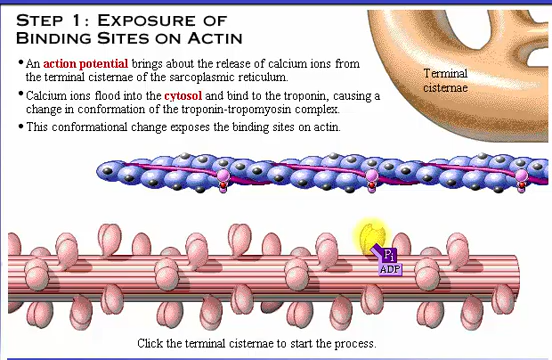 STEP 1: EXPOSURE OF
BINDING SITES ON ACTIN
• An action potential brings about the release of calcium ions from
the terminal cisternae of the sarcoplasmic reticulum.
• Calcium ions flood into the cytosol and bind to the troponin, causing a
change in conformation of the troponin-tropomyosin complex.
• This conformational change exposes the binding sites on actin.
Terminal
cisternae
Pi
ADP
Click the terminal cisternae to start the process.